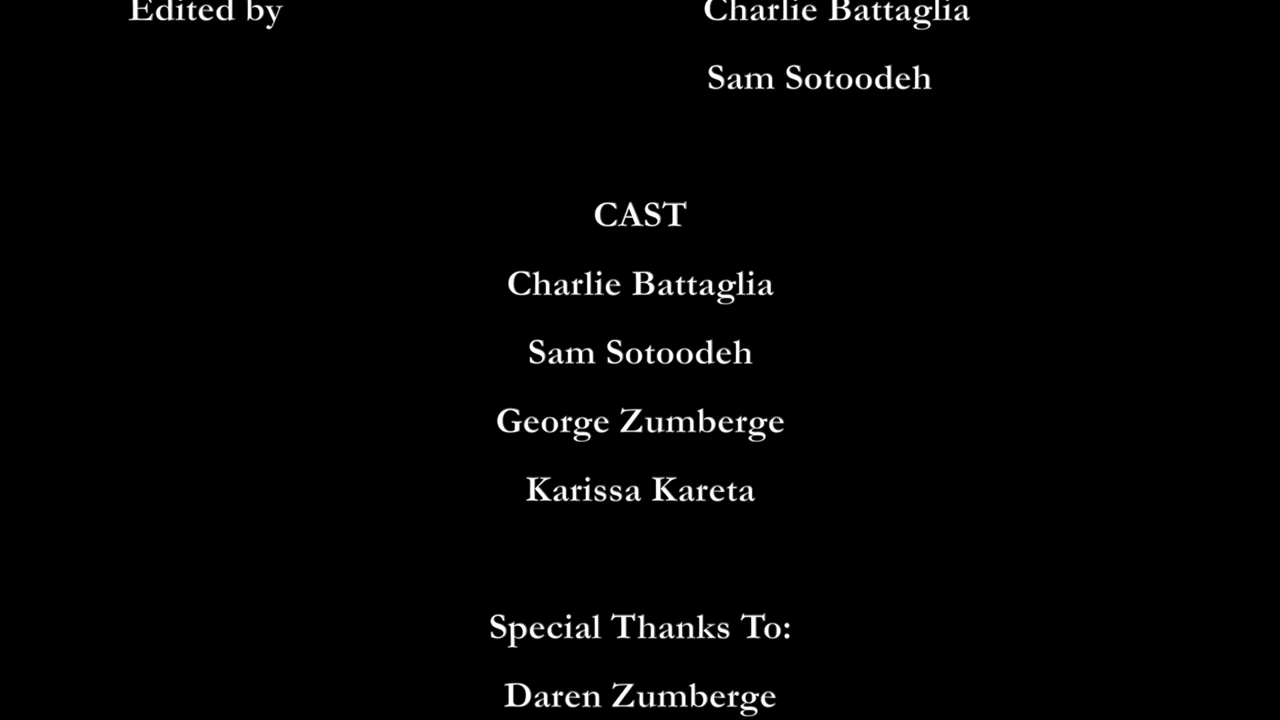 Edited by Charlie Battaglia
Sam Sotoodeh
CAST
Charlie Battaglia
Sam Sotoodeh
George Zumberge
Karissa Kareta
Special Thanks To:
Daren Zumberge